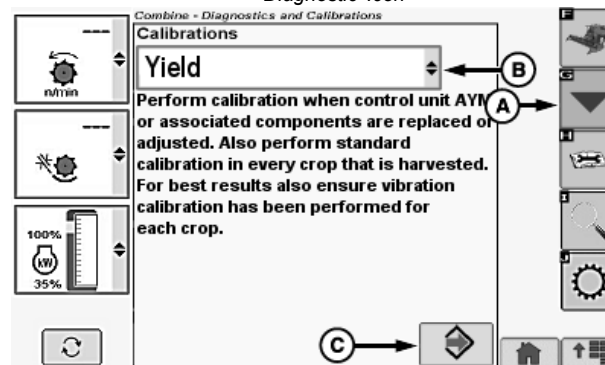 Combine - Diagnostics and Calibrations
Calibrations
---
n/min
Yield
B
A
Perform calibration when control unit AYM
or associated components are replaced or
adjusted. Also perform standard
calibration in every crop that is harvested.
For best results also ensure vibration
calibration has been performed for
each crop.
---
100%
kW
35%
C
F
G
H
I